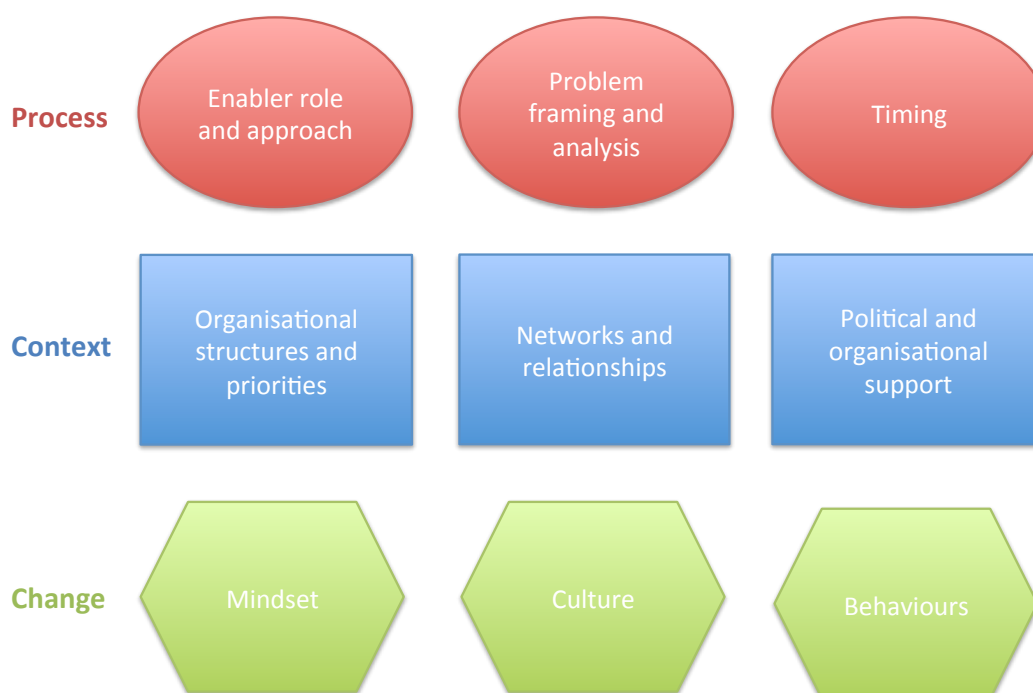 Process
Enabler role
and approach
Problem
framing and
analysis
Timing
Context
Organisational
structures and
priorities
Networks and
relationships
Political and
organisational
support
Change
Mindset
Culture
Behaviours